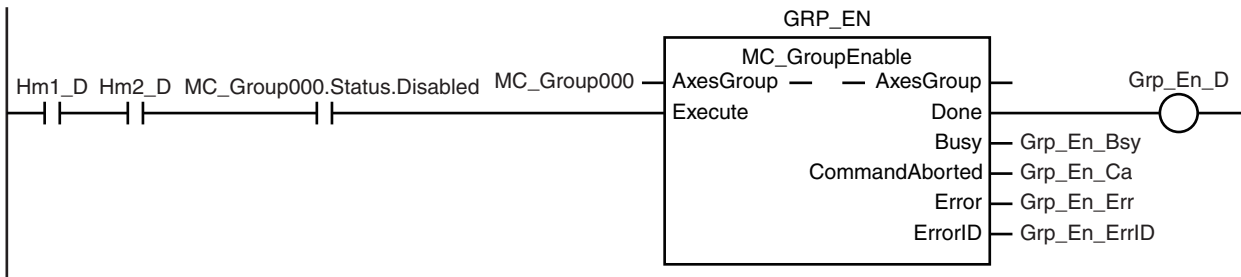 GRP_EN
MC_GroupEnable
Hm1_D Hm2_D MC_Group000.Status.Disabled MC_Group000 AxesGroup AxesGroup Grp_En_D
Execute Done
Busy Grp_En_Bsy
CommandAborted Grp_En_Ca
Error Grp_En_Err
ErrorID Grp_En_ErrID